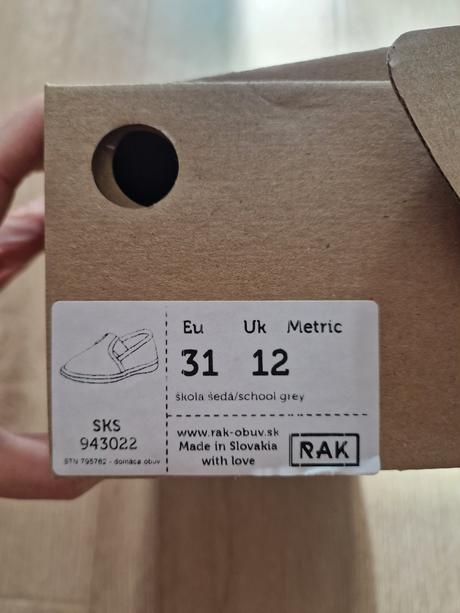 Eu Uk Metric
31 12
škola šedá/school grey
SKS
943022
STN 795762 - domáca obuv
www.rak-obuv.sk
Made in Slovakia
with love
RAK